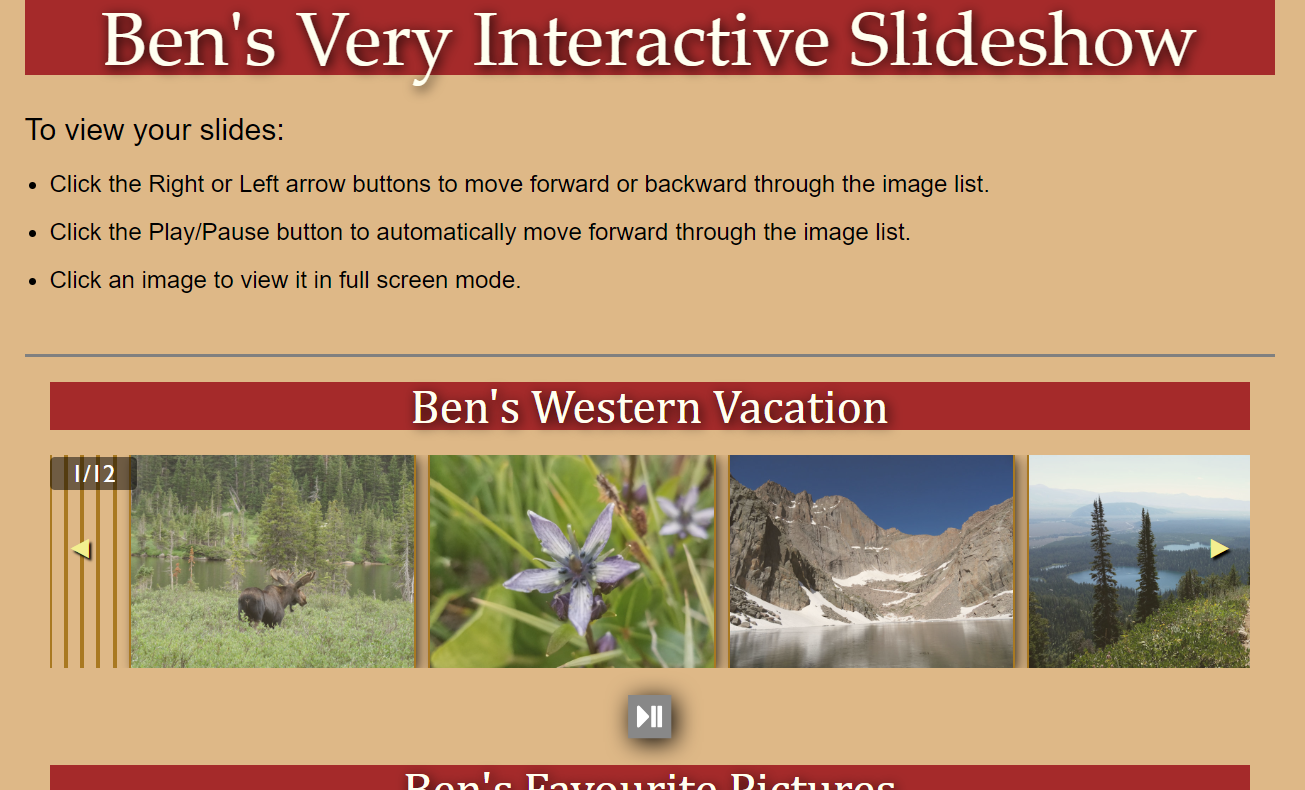 Ben's Very Interactive Slideshow
To view your slides:
Click the Right or Left arrow buttons to move forward or backward through the image list.
Click the Play/Pause button to automatically move forward through the image list.
Click an image to view it in full screen mode.
Ben's Western Vacation
1/12
Ben's Favourite Pictures